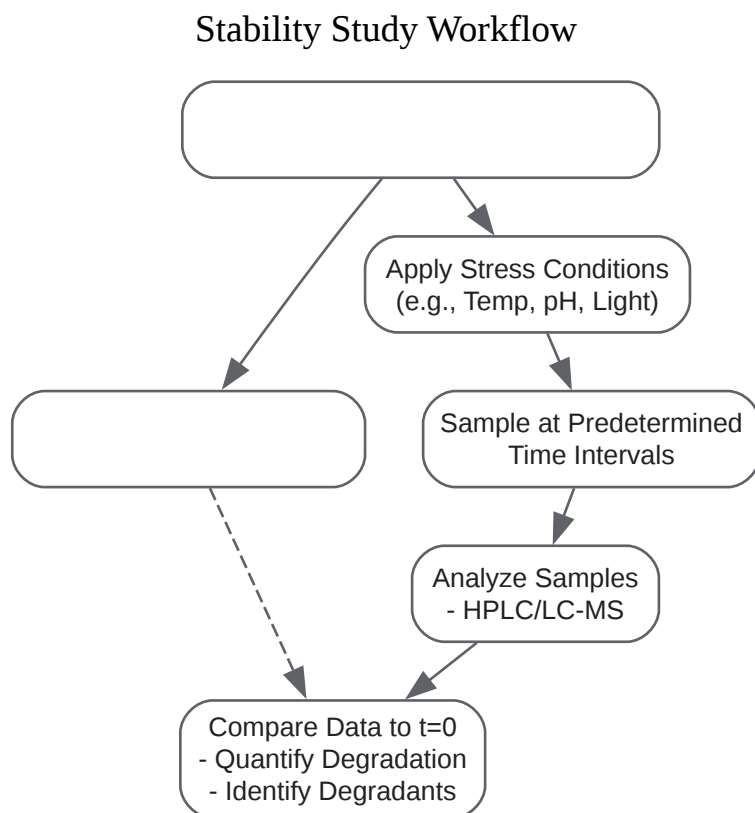 Stability Study Workflow
Apply Stress Conditions
(e.g., Temp, pH, Light)
Sample at Predetermined
Time Intervals
Analyze Samples
- HPLC/LC-MS
Compare Data to t=0
- Quantify Degradation
- Identify Degradants